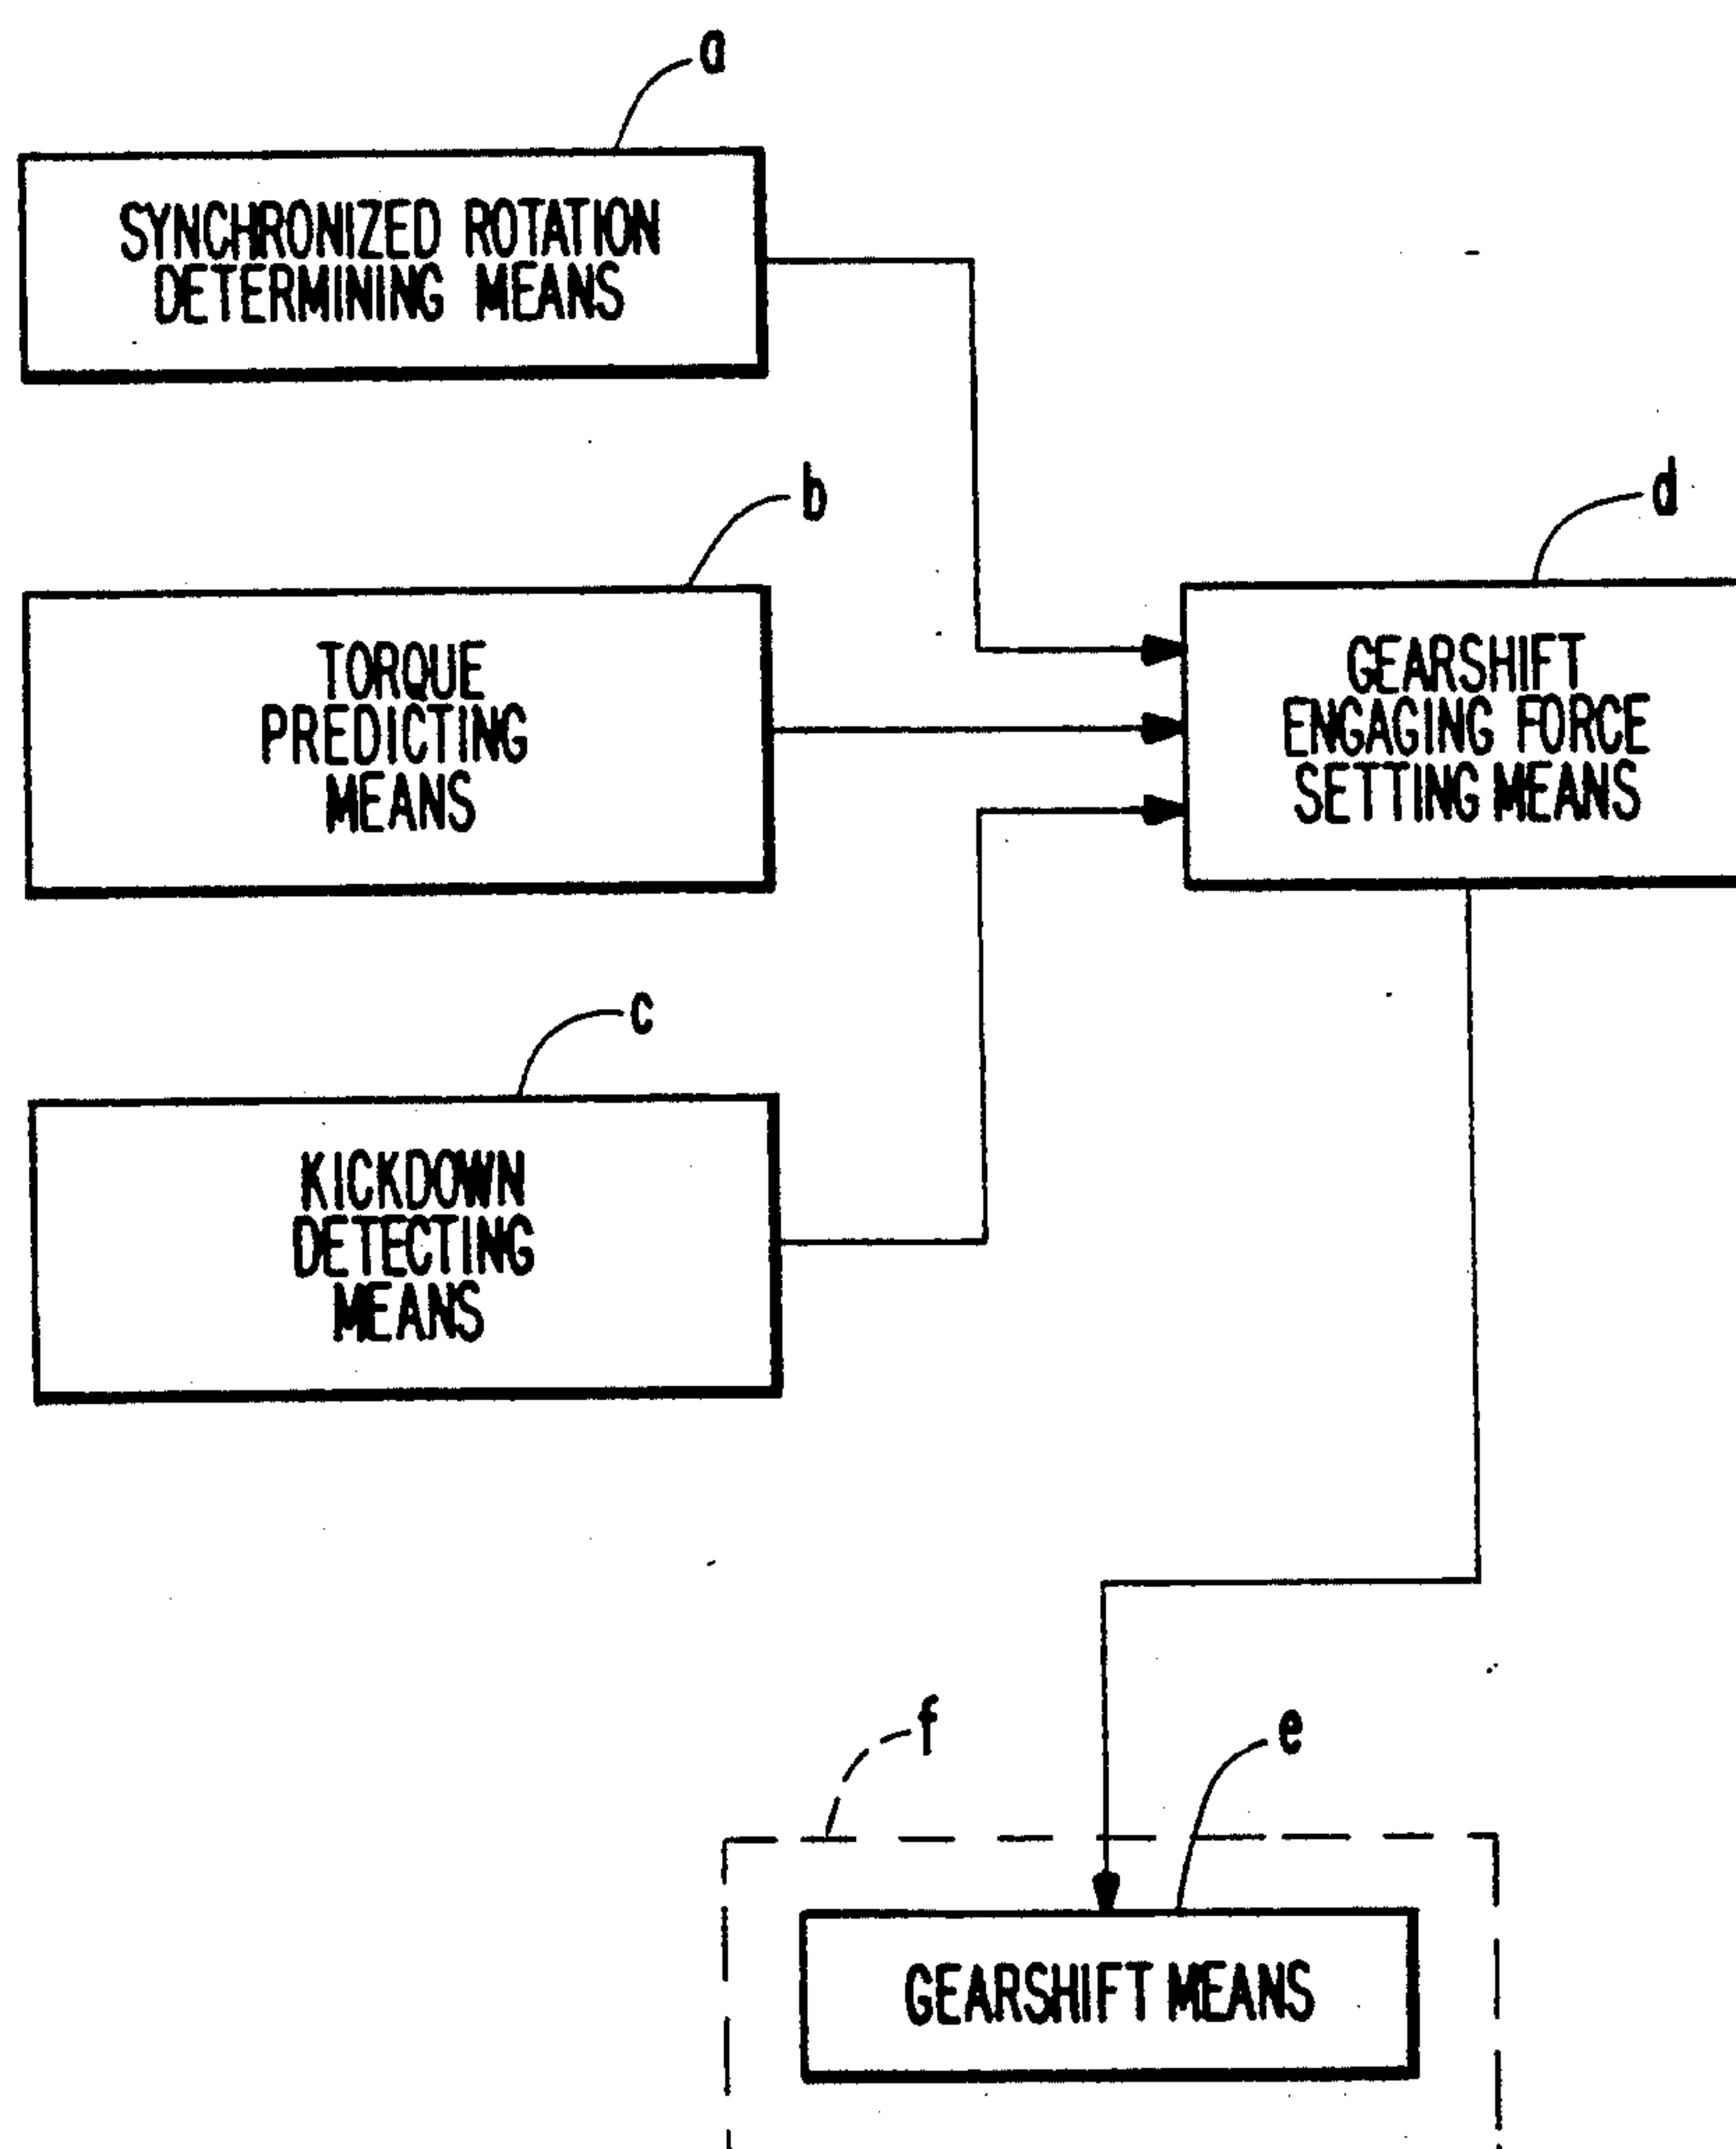 a
SYNCHRONIZED ROTATION
DETERMINING MEANS
b
TORQUE
PREDICTING
MEANS
d
GEARSHIFT
ENGAGING FORCE
SETTING MEANS
c
KICKDOWN
DETECTING
MEANS
f
e
GEARSHIFT MEANS